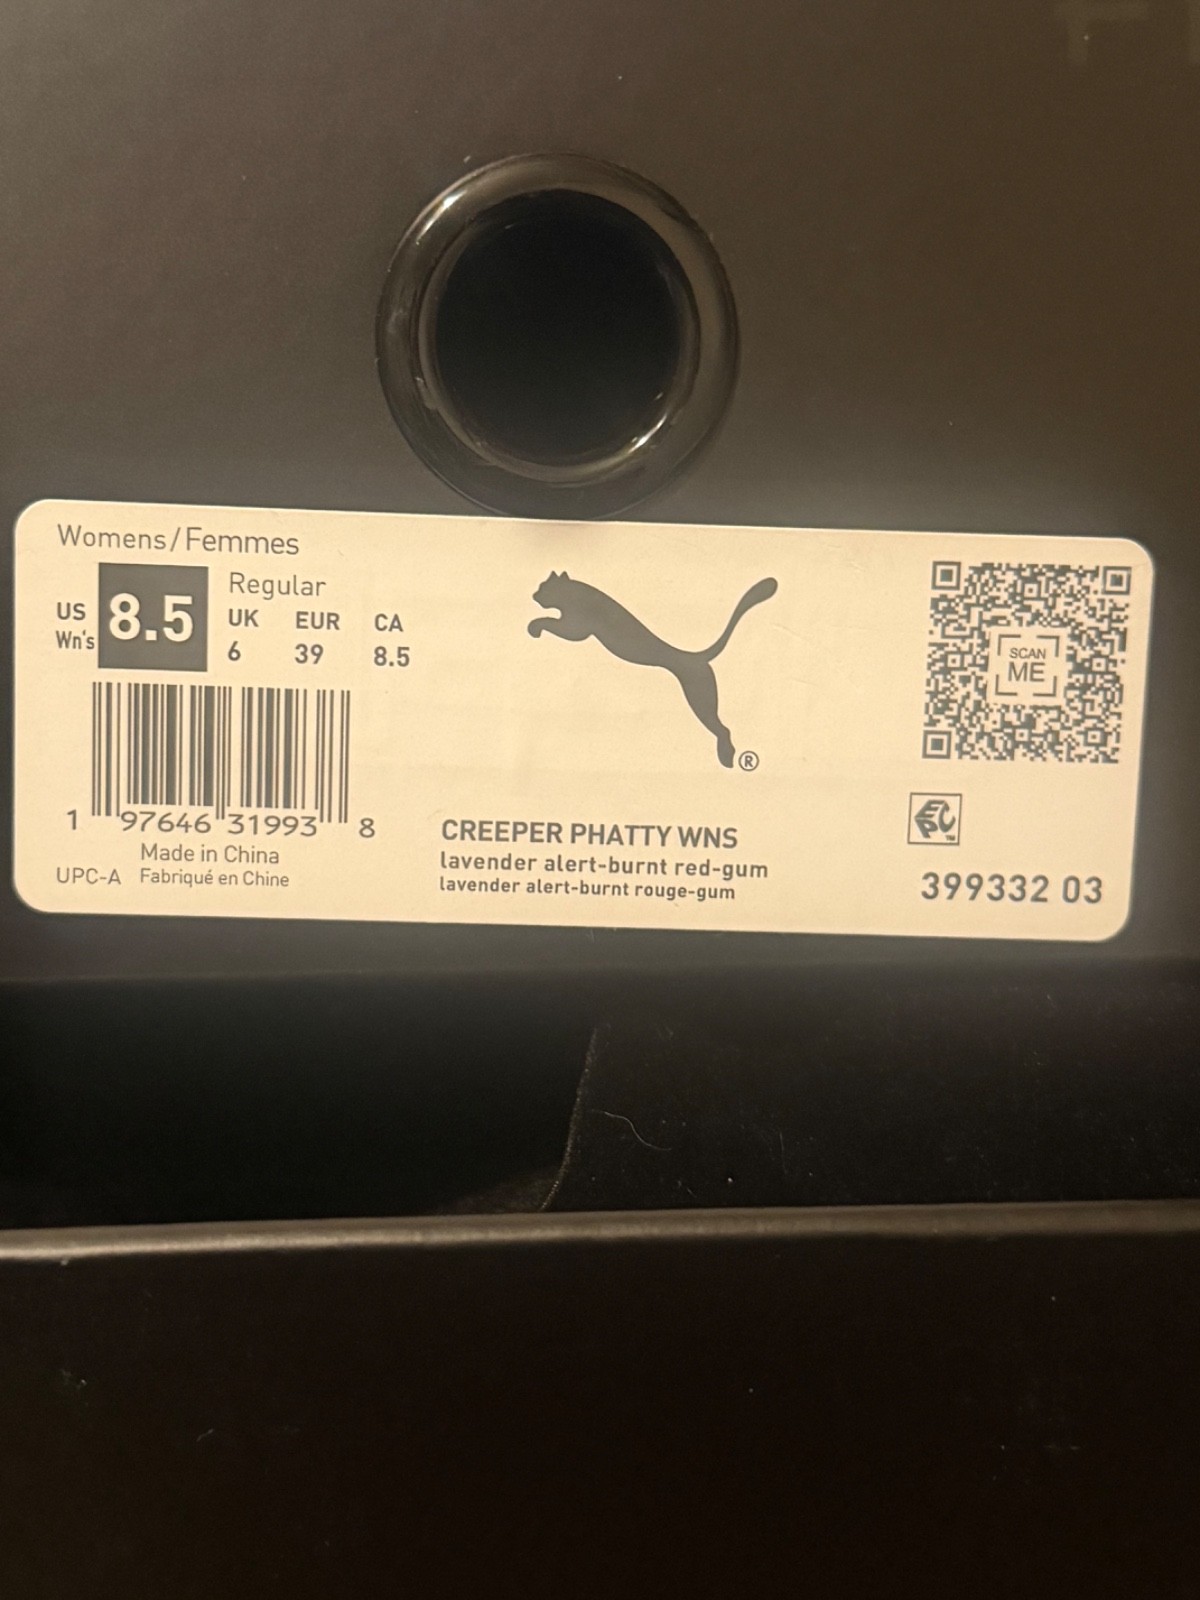 Womens/Femmes
US Wn's 8.5
Regular
UK EUR CA
6 39 8.5
1 97646 31993 8
Made in China
UPC-A Fabriqué en Chine
®
CREEPER PHATTY WNS
lavender alert-burnt red-gum
lavender alert-burnt rouge-gum
SCAN
ME
EPC™
399332 03